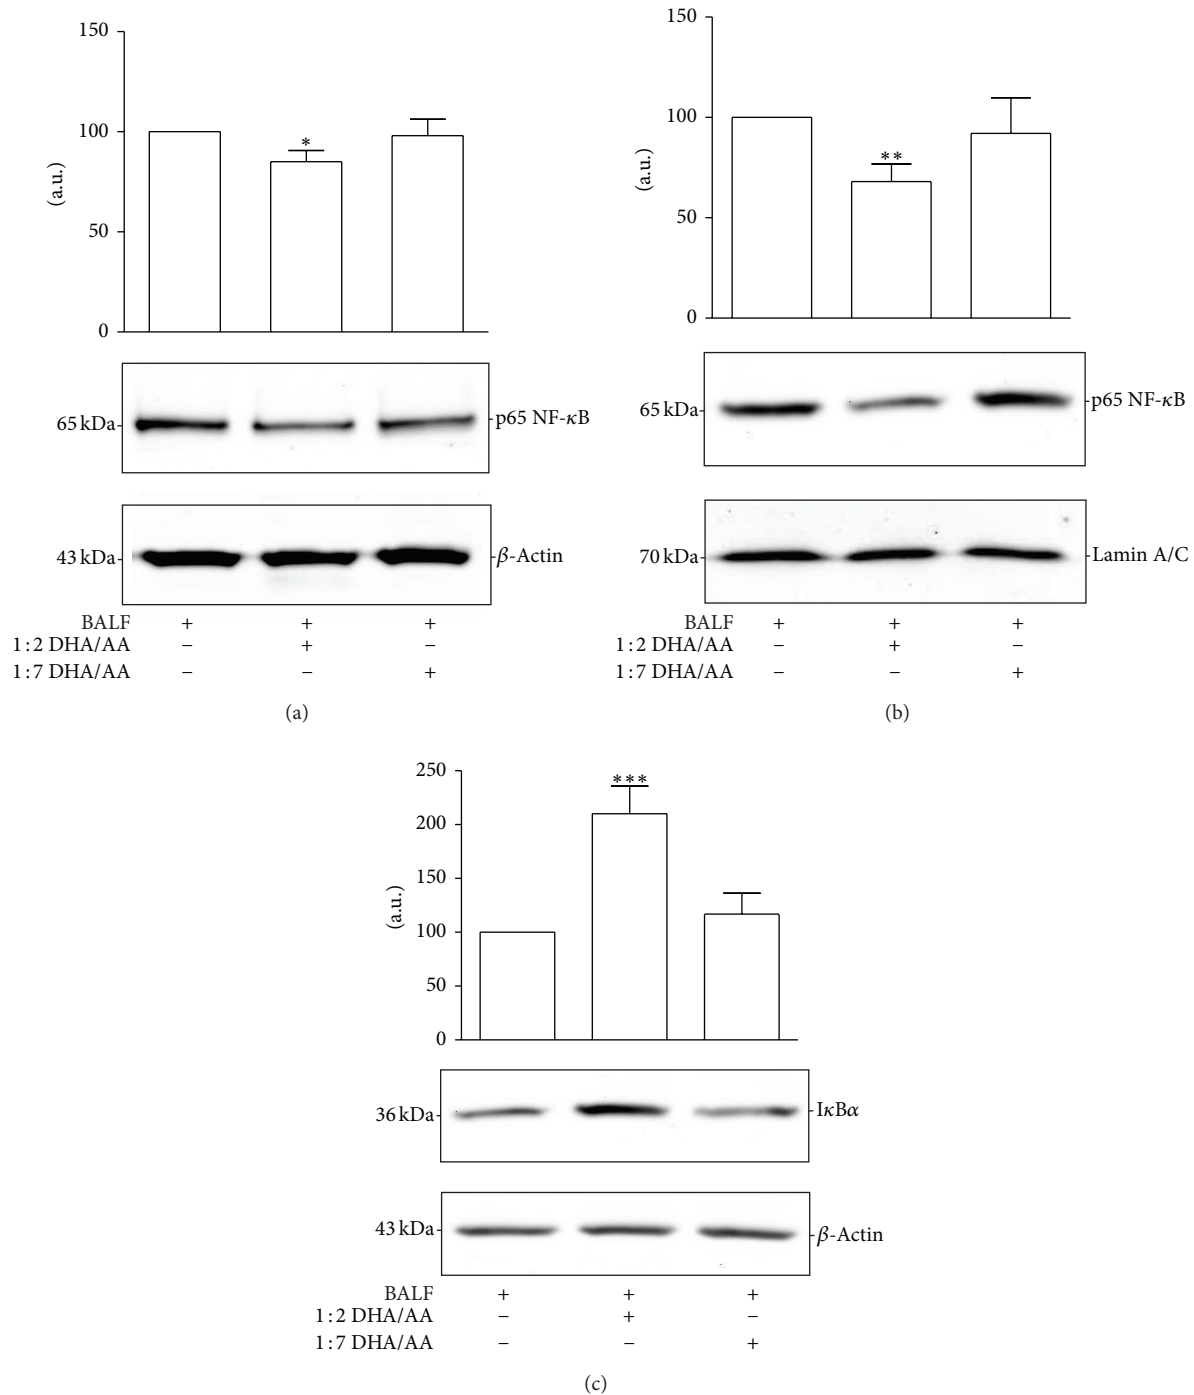 150
100
50
0
(a.u.)
*
65 kDa
p65 NF-κB
43 kDa
β-Actin
BALF + + +
1:2 DHA/AA − + −
1:7 DHA/AA − − +
(a)
150
100
50
0
(a.u.)
**
65 kDa
p65 NF-κB
70 kDa
Lamin A/C
BALF + + +
1:2 DHA/AA − + −
1:7 DHA/AA − − +
(b)
250
200
150
100
50
0
(a.u.)
***
36 kDa
IκBα
43 kDa
β-Actin
BALF + + +
1:2 DHA/AA − + −
1:7 DHA/AA − − +
(c)